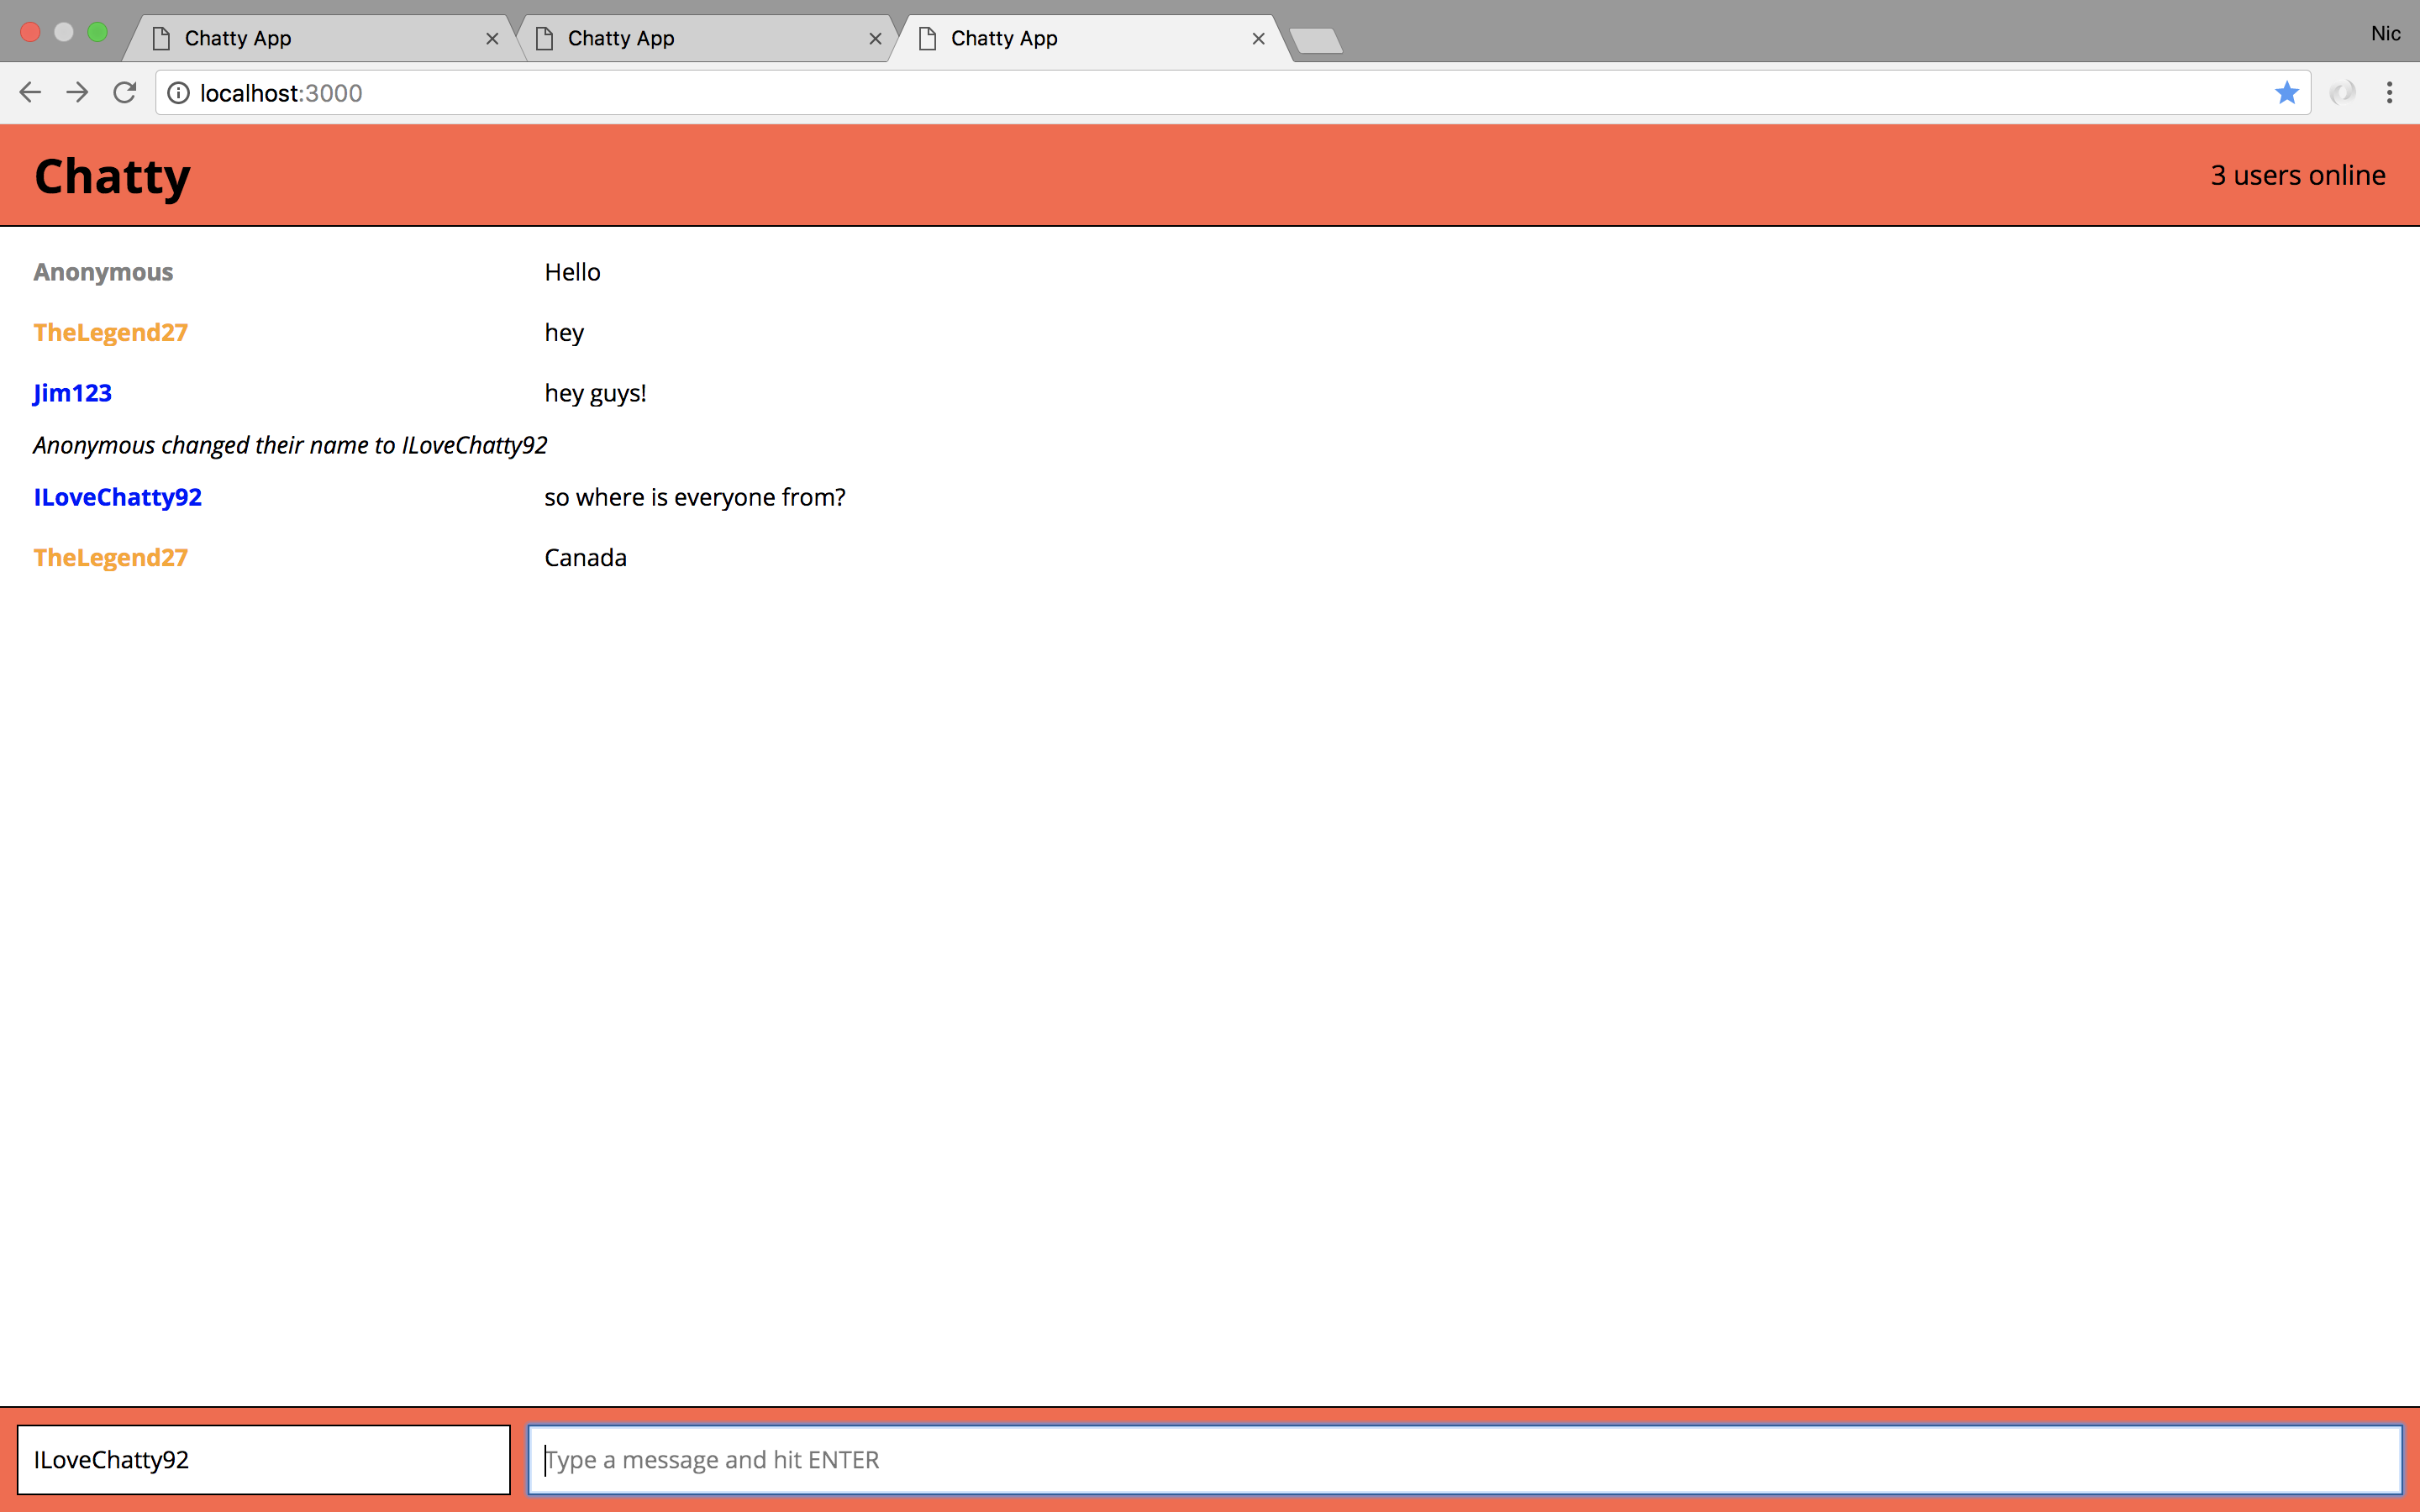 Chatty App Chatty App Chatty App Nic
localhost:3000
Chatty 3 users online
Anonymous Hello
TheLegend27 hey
Jim123 hey guys!
Anonymous changed their name to ILoveChatty92
ILoveChatty92 so where is everyone from?
TheLegend27 Canada
ILoveChatty92 Type a message and hit ENTER